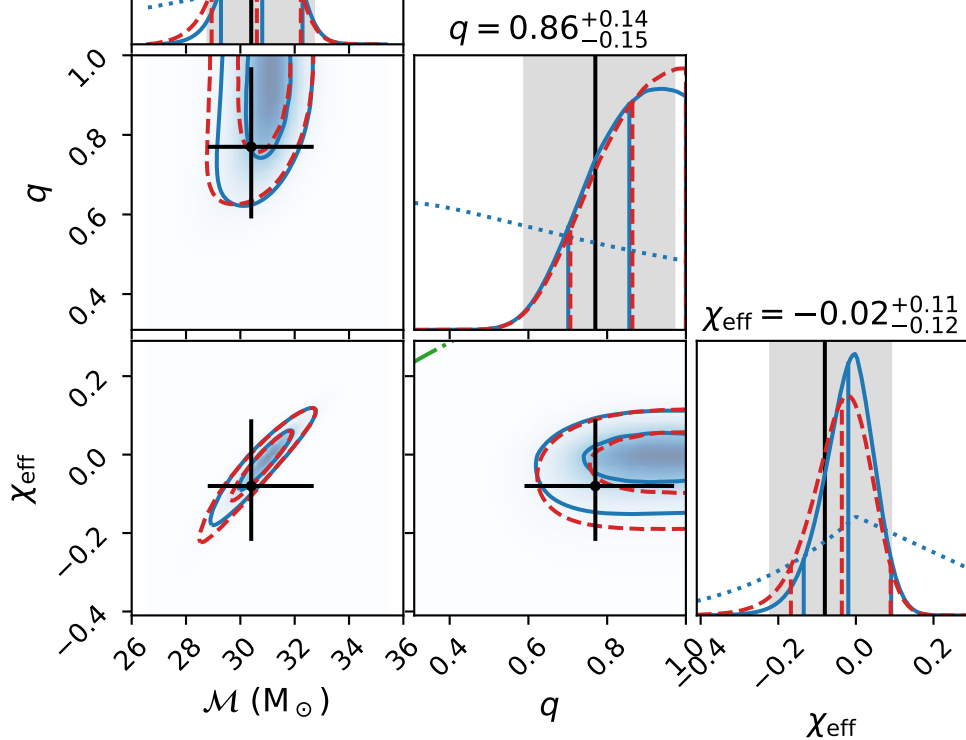 q = 0.86^{+0.14}_{-0.15}
1.0
0.8
0.6
0.4
q
χ_eff = −0.02^{+0.11}_{-0.12}
0.2
0.0
−0.2
−0.4
χ_eff
26 28 30 32 34 36
ℳ (M_⊙)
0.4 0.6 0.8 1.0
q
−0.4 −0.2 0.0 0.2
χ_eff